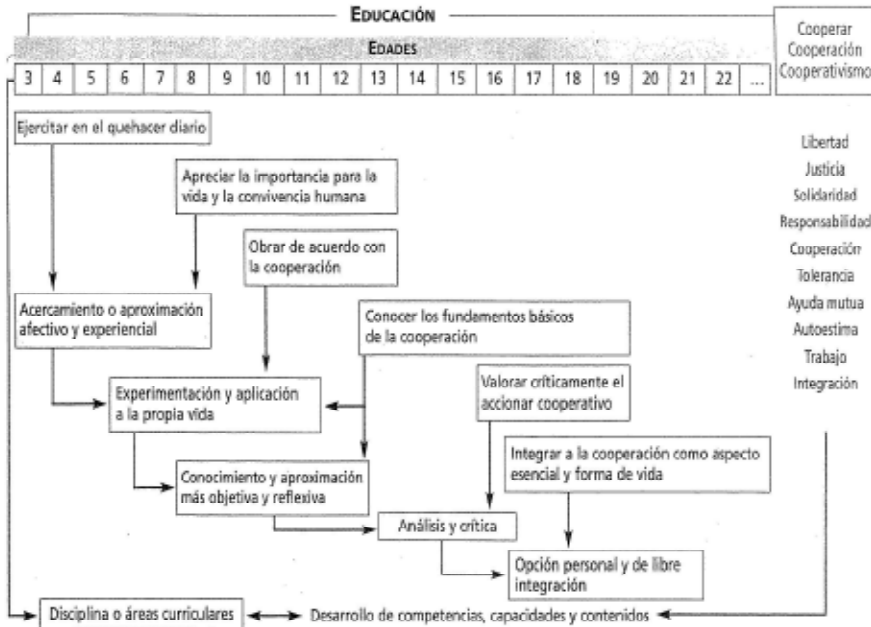 EDUCACIÓN
EDADES
3 4 5 6 7 8 9 10 11 12 13 14 15 16 17 18 19 20 21 22 ...
Cooperar
Cooperación
Cooperativismo
Ejercitar en el quehacer diario
Apreciar la importancia para la
vida y la convivencia humana
Obrar de acuerdo con
la cooperación
Acercamiento o aproximación
afectivo y experiencial
Conocer los fundamentos básicos
de la cooperación
Experimentación y aplicación
a la propia vida
Valorar críticamente el
accionar cooperativo
Conocimiento y aproximación
más objetiva y reflexiva
Integrar a la cooperación como aspecto
esencial y forma de vida
Análisis y crítica
Opción personal y de libre
integración
Libertad
Justicia
Solidaridad
Responsabilidad
Cooperación
Tolerancia
Ayuda mutua
Autoestima
Trabajo
Integración
Disciplina o áreas curriculares
Desarrollo de competencias, capacidades y contenidos